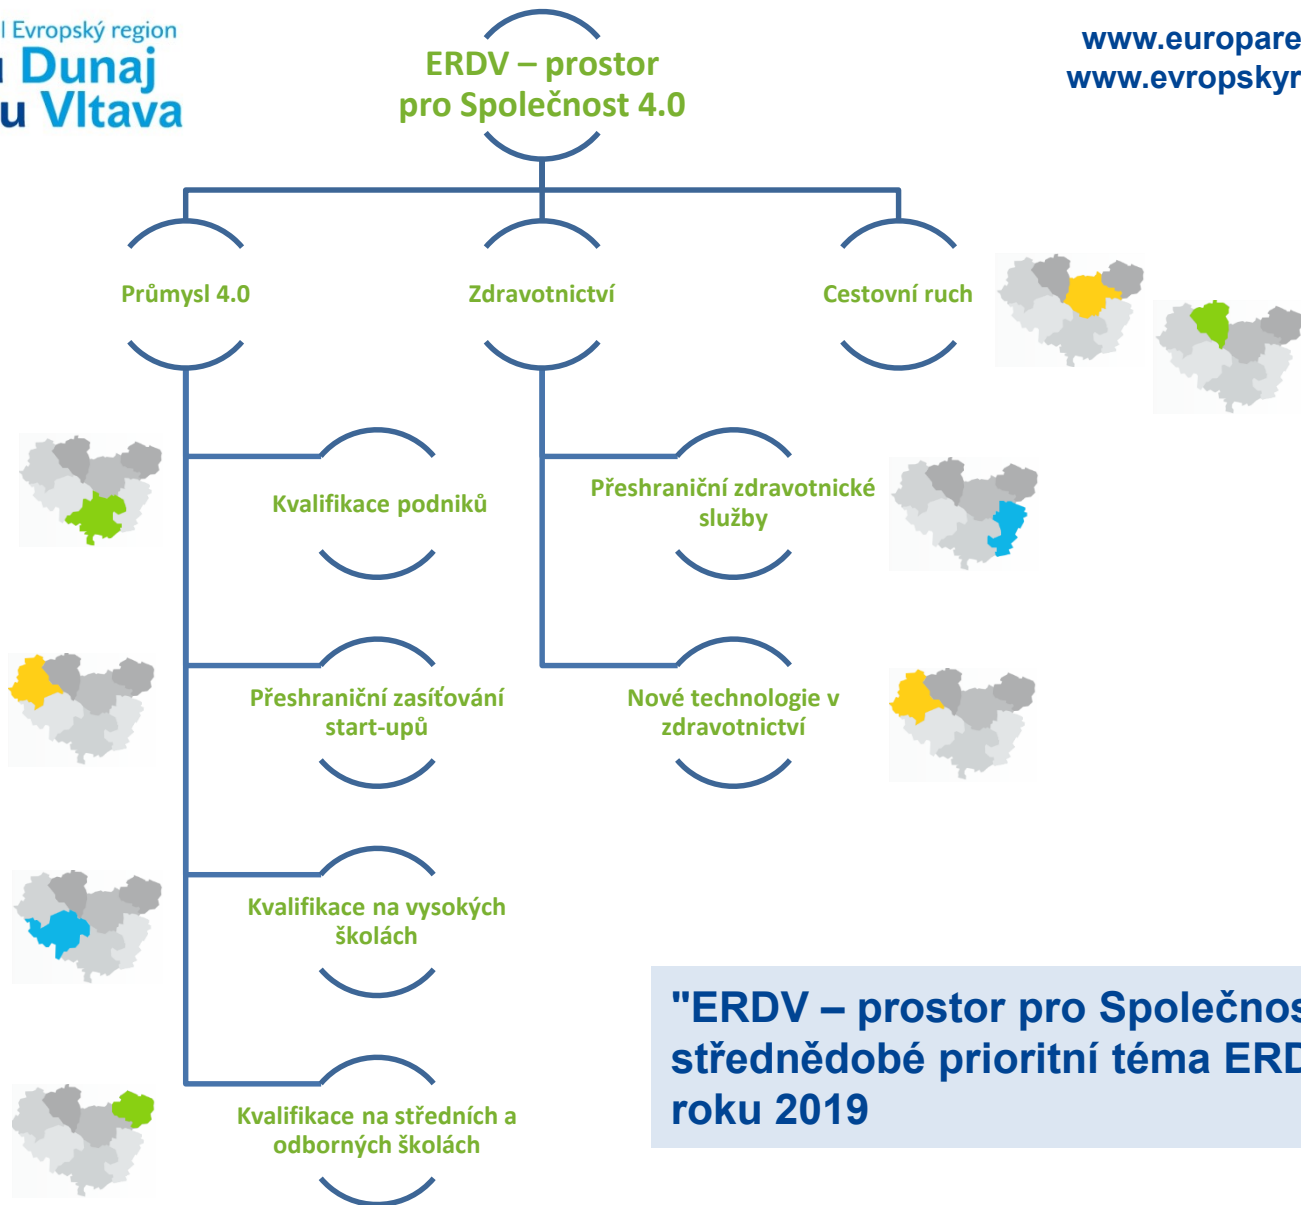 Evropský region
Dunaj
Vltava
www.europare
www.evropskyr
ERDV – prostor
pro Společnost 4.0
Průmysl 4.0
Zdravotnictví
Cestovní ruch
Kvalifikace podniků
Přeshraniční zdravotnické
služby
Přeshraniční zasíťování
start-upů
Nové technologie v
zdravotnictví
Kvalifikace na vysokých
školách
Kvalifikace na středních a
odborných školách
"ERDV – prostor pro Společnos
střednědobé prioritní téma ERD
roku 2019